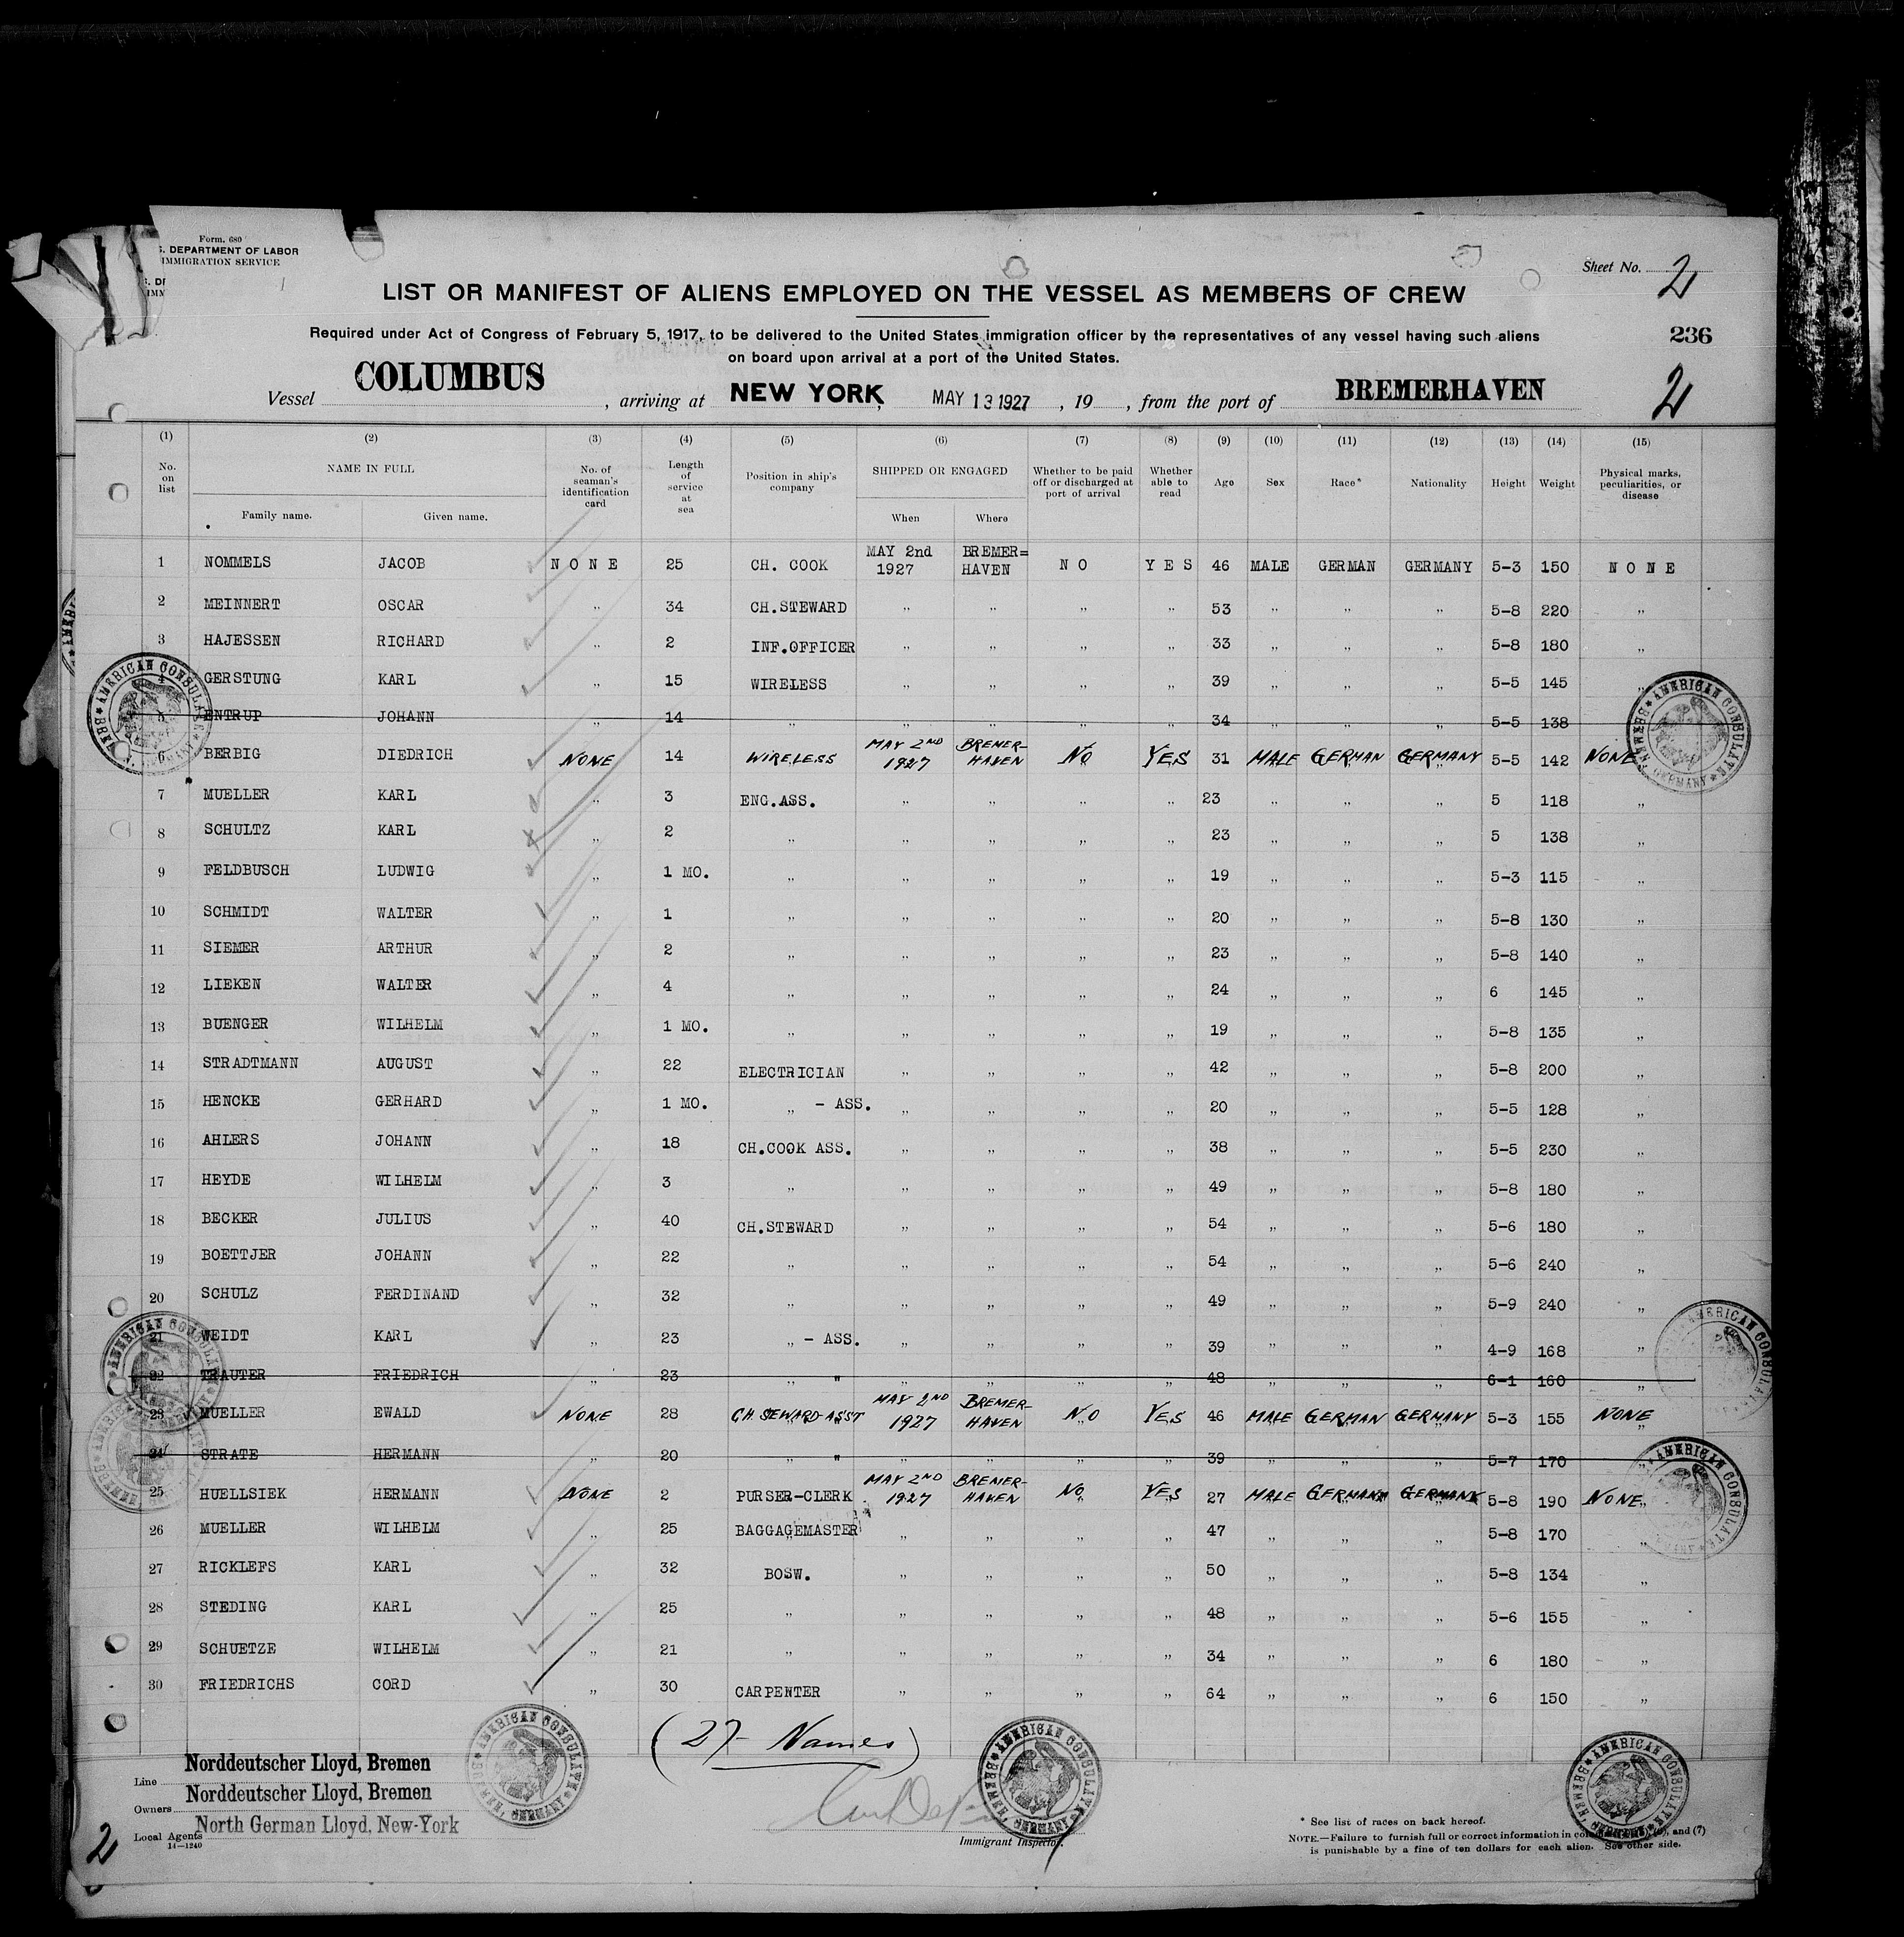 Form. 680
S. DEPARTMENT OF LABOR
IMMIGRATION SERVICE
Sheet No. 2
LIST OR MANIFEST OF ALIENS EMPLOYED ON THE VESSEL AS MEMBERS OF CREW
Required under Act of Congress of February 5, 1917, to be delivered to the United States immigration officer by the representatives of any vessel having such aliens
on board upon arrival at a port of the United States.
236
2
Vessel COLUMBUS, arriving at NEW YORK, MAY 13 1927, 19, from the port of BREMERHAVEN
(1) (2) (3) (4) (5) (6) (7) (8) (9) (10) (11) (12) (13) (14) (15)
No. on list NAME IN FULL Family name. Given name. No. of seaman's identification card Length of service at sea Position in ship's company SHIPPED OR ENGAGED When Where Whether to be paid off or discharged at port of arrival Whether able to read Age Sex Race* Nationality Height Weight Physical marks, peculiarities, or disease
1 NOMMELS JACOB NONE 25 CH. COOK MAY 2nd 1927 BREMER=HAVEN NO YES 46 MALE GERMAN GERMANY 5-3 150 NONE
2 MEINNERT OSCAR ,, 34 CH.STEWARD ,, ,, ,, ,, 53 ,, ,, ,, 5-8 220 ,,
3 HAJESSEN RICHARD ,, 2 INF.OFFICER ,, ,, ,, ,, 33 ,, ,, ,, 5-8 180 ,,
4 GERSTUNG KARL ,, 15 WIRELESS ,, ,, ,, ,, 39 ,, ,, ,, 5-5 145 ,,
5 ENTRUP JOHANN ,, 14 ,, ,, ,, ,, ,, 34 ,, ,, ,, 5-5 138
6 BERBIG DIEDRICH NONE 14 WIRELESS MAY 2ND 1927 BREMER-HAVEN NO YES 31 MALE GERMAN GERMANY 5-5 142 NONE
7 MUELLER KARL ,, 3 ENG.ASS. ,, ,, ,, ,, 23 ,, ,, ,, 5 118 ,,
8 SCHULTZ KARL ,, 2 ,, ,, ,, ,, ,, 23 ,, ,, ,, 5 138 ,,
9 FELDBUSCH LUDWIG ,, 1 MO. ,, ,, ,, ,, ,, 19 ,, ,, ,, 5-3 115 ,,
10 SCHMIDT WALTER ,, 1 ,, ,, ,, ,, ,, 20 ,, ,, ,, 5-8 130 ,,
11 SIEMER ARTHUR ,, 2 ,, ,, ,, ,, ,, 23 ,, ,, ,, 5-8 140 ,,
12 LIEKEN WALTER ,, 4 ,, ,, ,, ,, ,, 24 ,, ,, ,, 6 145 ,,
13 BUENGER WILHELM ,, 1 MO. ,, ,, ,, ,, ,, 19 ,, ,, ,, 5-8 135 ,,
14 STRADTMANN AUGUST ,, 22 ELECTRICIAN ,, ,, ,, ,, 42 ,, ,, ,, 5-8 200 ,,
15 HENCKE GERHARD ,, 1 MO. ,, - ASS. ,, ,, ,, ,, 20 ,, ,, ,, 5-5 128 ,,
16 AHLERS JOHANN ,, 18 CH.COOK ASS. ,, ,, ,, ,, 38 ,, ,, ,, 5-5 230 ,,
17 HEYDE WILHELM ,, 3 ,, ,, ,, ,, ,, 49 ,, ,, ,, 5-8 180 ,,
18 BECKER JULIUS ,, 40 CH.STEWARD ,, ,, ,, ,, 54 ,, ,, ,, 5-6 180 ,,
19 BOETTJER JOHANN ,, 22 ,, ,, ,, ,, ,, 54 ,, ,, ,, 5-6 240 ,,
20 SCHULZ FERDINAND ,, 32 ,, ,, ,, ,, ,, 49 ,, ,, ,, 5-9 240 ,,
21 WEIDT KARL ,, 23 ,, - ASS. ,, ,, ,, ,, 39 ,, ,, ,, 4-9 168 ,,
22 TRAUTER FRIEDRICH ,, 23 ,, " ,, ,, ,, ,, 48 ,, ,, ,, 6-1 160 ,,
23 MUELLER EWALD NONE 28 CH. SEWARD ASST MAY 2ND 1927 BREMER-HAVEN NO YES 46 MALE GERMAN GERMANY 5-3 155 NONE
24 STRATE HERMANN 20 ,, " ,, ,, ,, ,, 39 ,, ,, ,, 5-7 170 ,,
25 HUELLSIEK HERMANN NONE 2 PURSER-CLERK MAY 2ND 1927 BREMER-HAVEN NO YES 27 MALE GERMAN GERMANY 5-8 190 NONE
26 MUELLER WILHELM ,, 25 BAGGAGEMASTER ,, ,, ,, ,, 47 ,, ,, ,, 5-8 170 ,,
27 RICKLEFS KARL ,, 32 BOSW. ,, ,, ,, ,, 50 ,, ,, ,, 5-8 134 ,,
28 STEDING KARL ,, 25 ,, ,, ,, ,, ,, 48 ,, ,, ,, 5-6 155 ,,
29 SCHUETZE WILHELM ,, 21 ,, ,, ,, ,, ,, 34 ,, ,, ,, 6 180 ,,
30 FRIEDRICHS CORD ,, 30 CARPENTER ,, ,, ,, ,, 64 ,, ,, ,, 6 150 ,,
(27 Names)
Line Norddeutscher Lloyd, Bremen
Owners Norddeutscher Lloyd, Bremen
Local Agents North German Lloyd, New-York
14-1240
2
Immigrant Inspector.
* See list of races on back hereof.
NOTE.—Failure to furnish full or correct information in and (7)
is punishable by a fine of ten dollars for each alien. See other side.
AMERICAN CONSULATE BREMEN, GERMANY